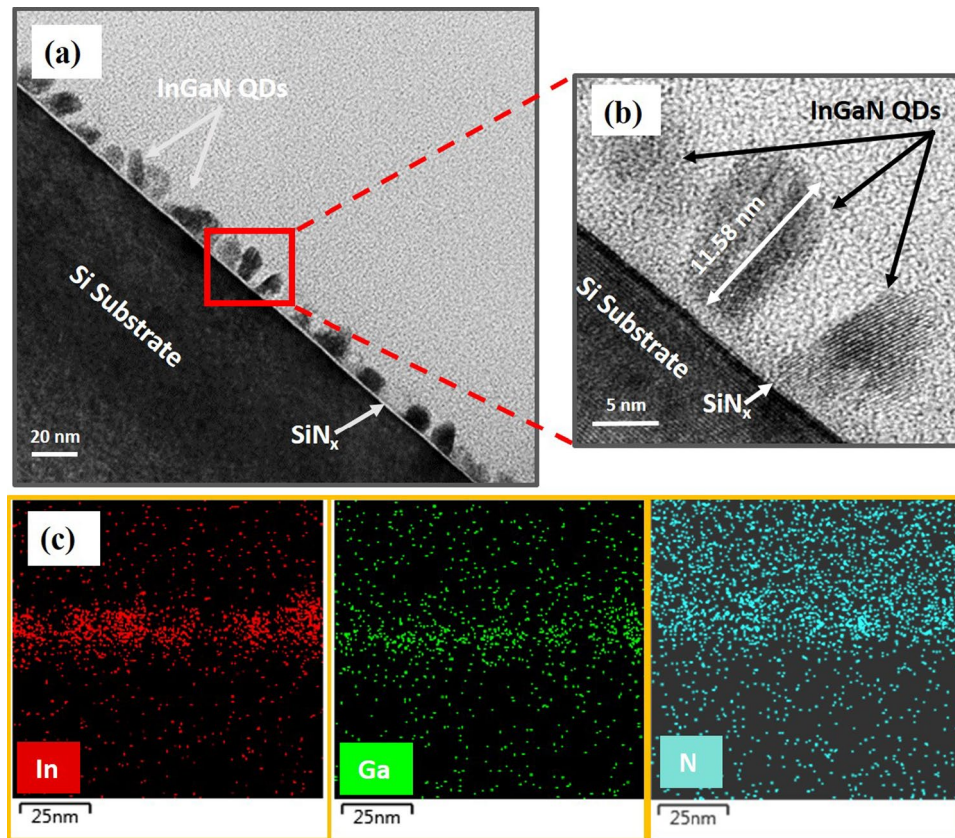 (a)
InGaN QDs
Si Substrate
SiNₓ
20 nm
(b)
InGaN QDs
11.58 nm
Si Substrate
SiNₓ
5 nm
(c)
In
Ga
N
25nm
25nm
25nm